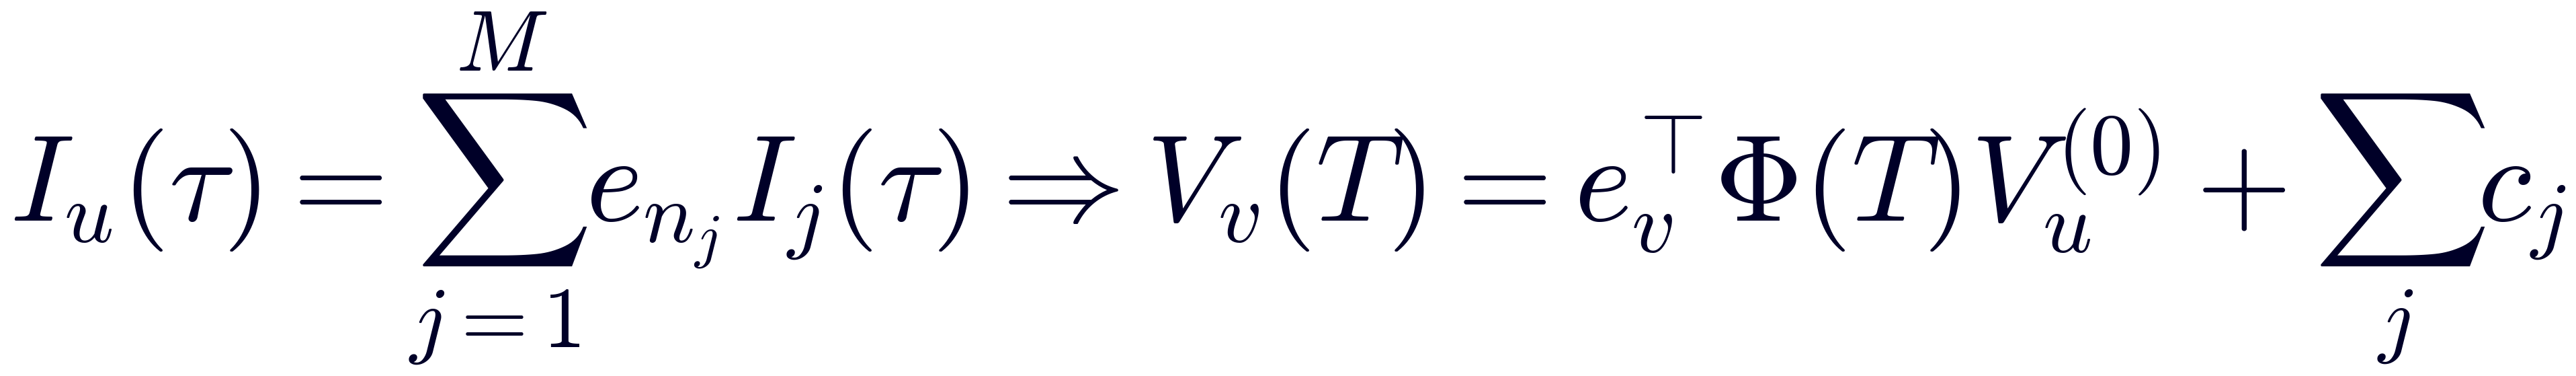 $I_u(\tau) = \sum_{j=1}^{M} e_{n_j} I_j(\tau) \Rightarrow V_v(T) = e_v^\top \Phi(T) V_u^{(0)} + \sum_j c_j$